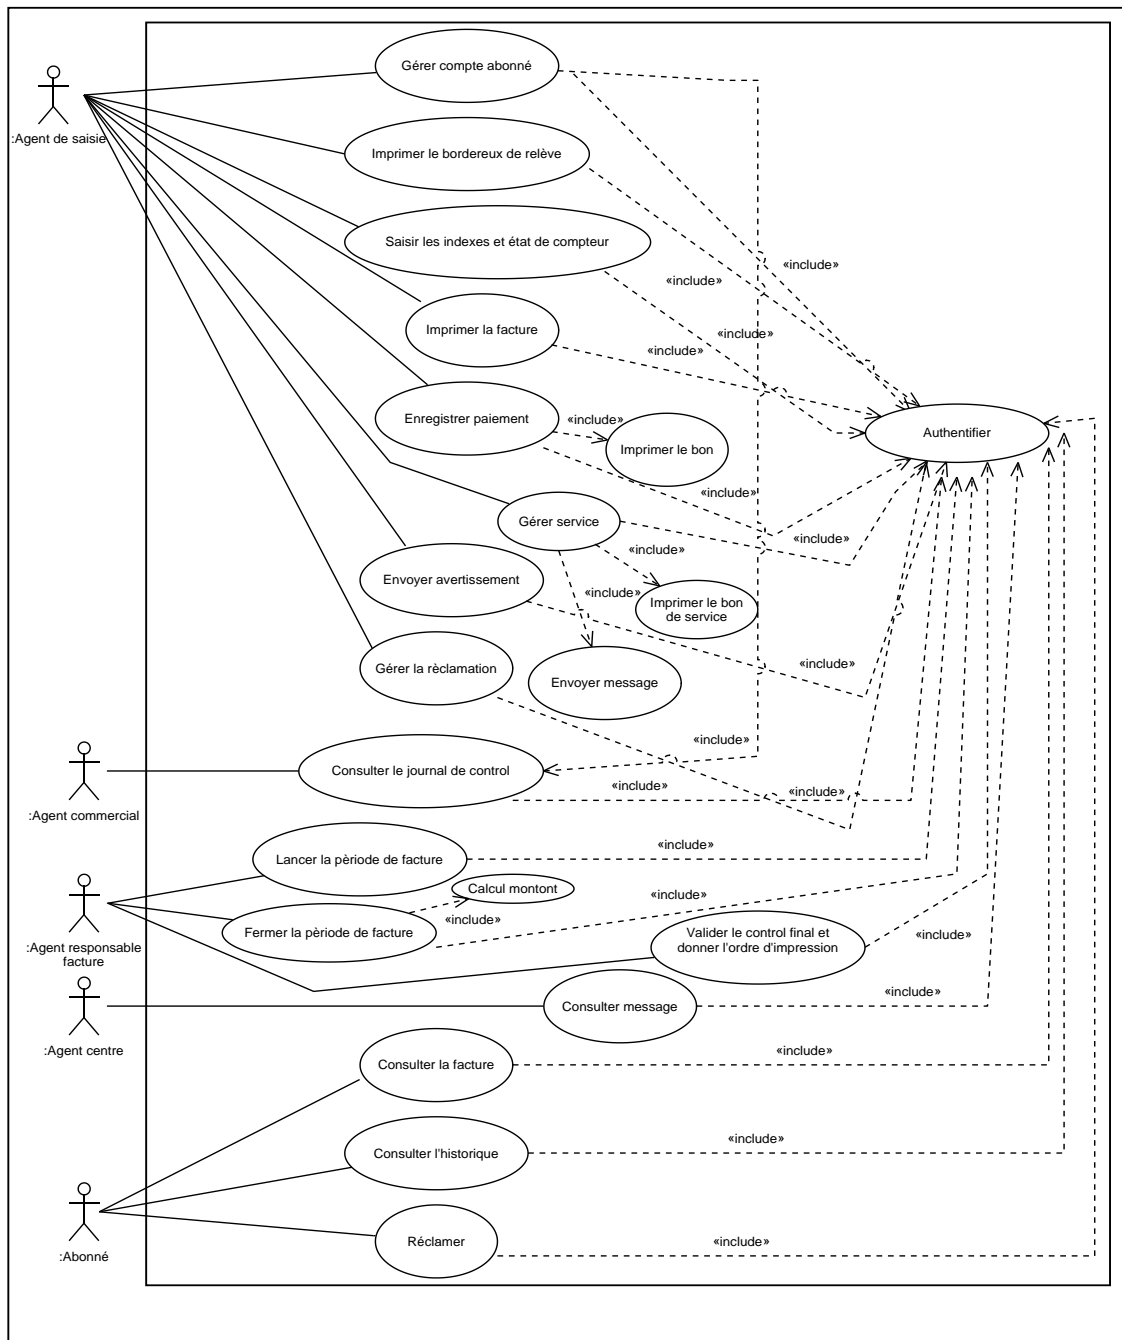 Gérer compte abonné
:Agent de saisie
Imprimer le bordereux de relève
Saisir les indexes et état de compteur
«include»
«include»
Imprimer la facture
«include»
«include»
Enregistrer paiement
«include»
Imprimer le bon
Authentifier
«include»
Gérer service
«include»
«include»
Envoyer avertissement
«include»
Imprimer le bon
de service
Gérer la rèclamation
Envoyer message
«include»
«include»
:Agent commercial
Consulter le journal de control
«include»
«include»
Lancer la pèriode de facture
«include»
Calcul montont
«include»
«include»
Fermer la pèriode de facture
:Agent responsable
facture
Valider le control final et
donner l'ordre d'impression
«include»
Consulter message
«include»
:Agent centre
Consulter la facture
«include»
Consulter l'historique
«include»
Réclamer
«include»
:Abonné